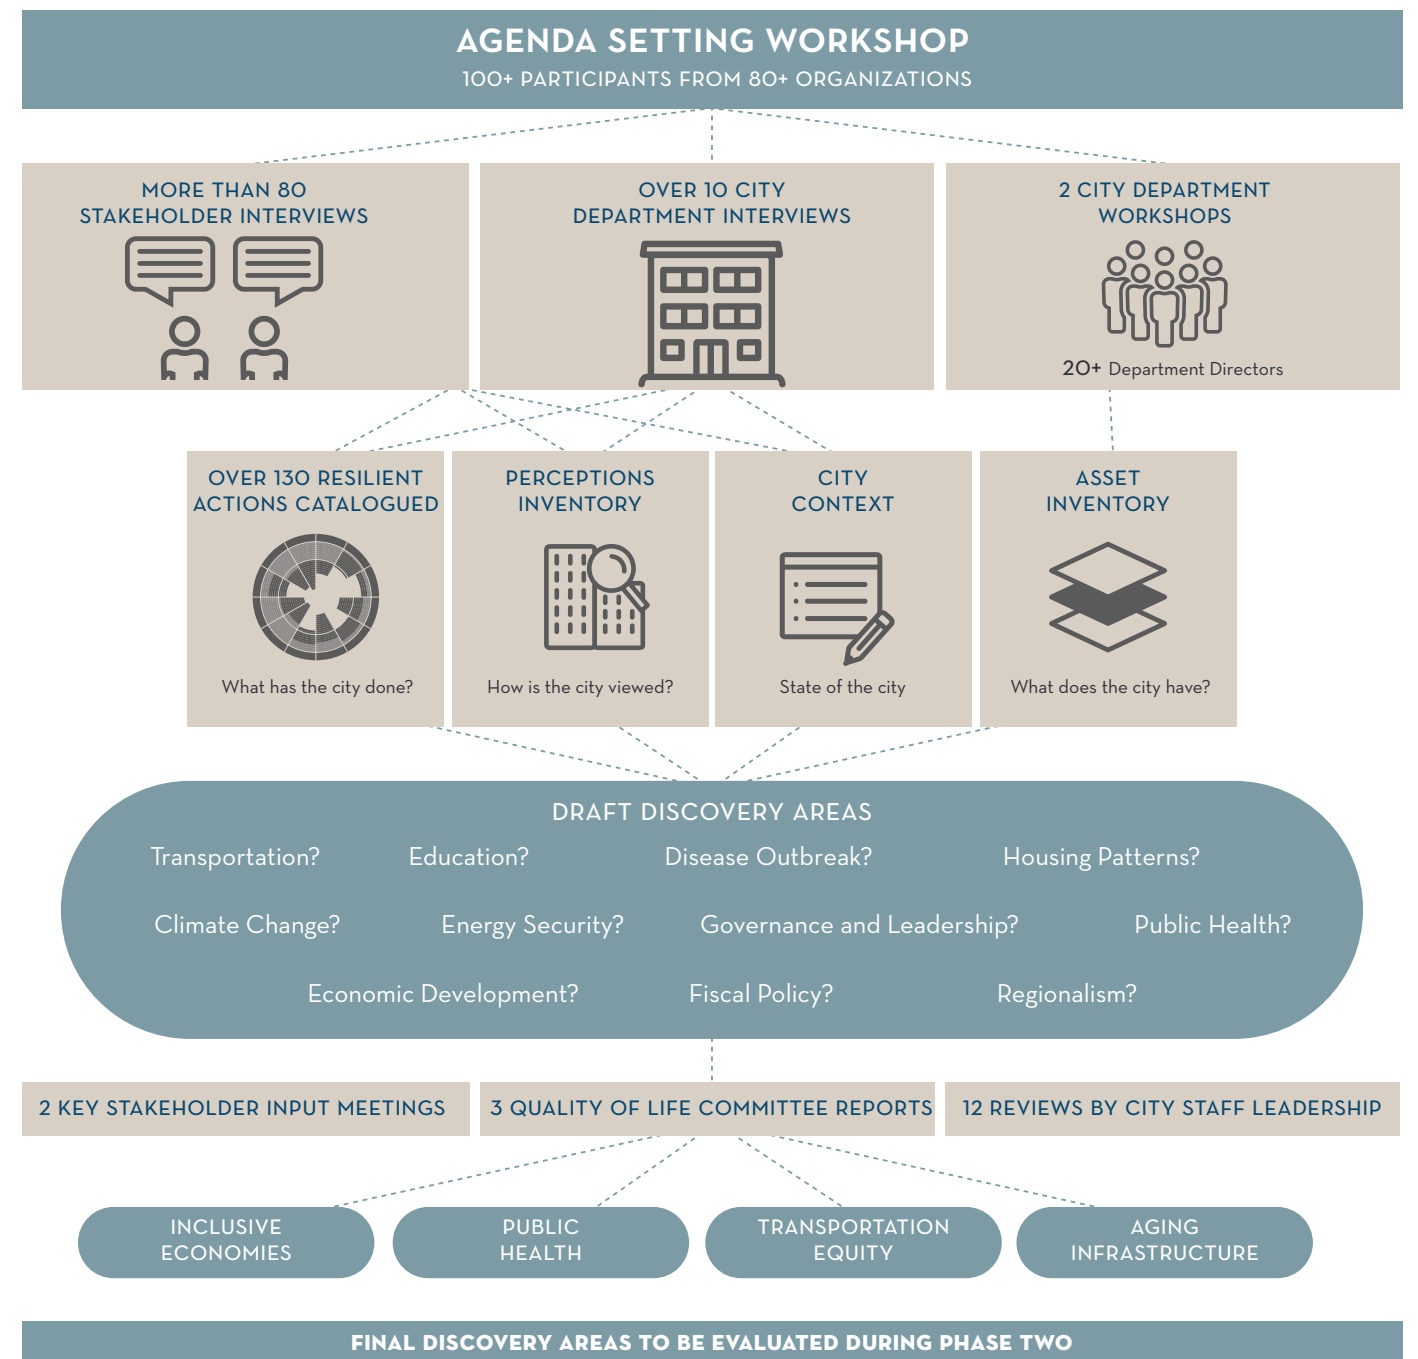 AGENDA SETTING WORKSHOP
100+ PARTICIPANTS FROM 80+ ORGANIZATIONS
MORE THAN 80
STAKEHOLDER INTERVIEWS
OVER 10 CITY
DEPARTMENT INTERVIEWS
2 CITY DEPARTMENT
WORKSHOPS
20+ Department Directors
OVER 130 RESILIENT
ACTIONS CATALOGUED
What has the city done?
PERCEPTIONS
INVENTORY
How is the city viewed?
CITY
CONTEXT
State of the city
ASSET
INVENTORY
What does the city have?
DRAFT DISCOVERY AREAS
Transportation? Education? Disease Outbreak? Housing Patterns?
Climate Change? Energy Security? Governance and Leadership? Public Health?
Economic Development? Fiscal Policy? Regionalism?
2 KEY STAKEHOLDER INPUT MEETINGS
3 QUALITY OF LIFE COMMITTEE REPORTS
12 REVIEWS BY CITY STAFF LEADERSHIP
INCLUSIVE
ECONOMIES
PUBLIC
HEALTH
TRANSPORTATION
EQUITY
AGING
INFRASTRUCTURE
FINAL DISCOVERY AREAS TO BE EVALUATED DURING PHASE TWO